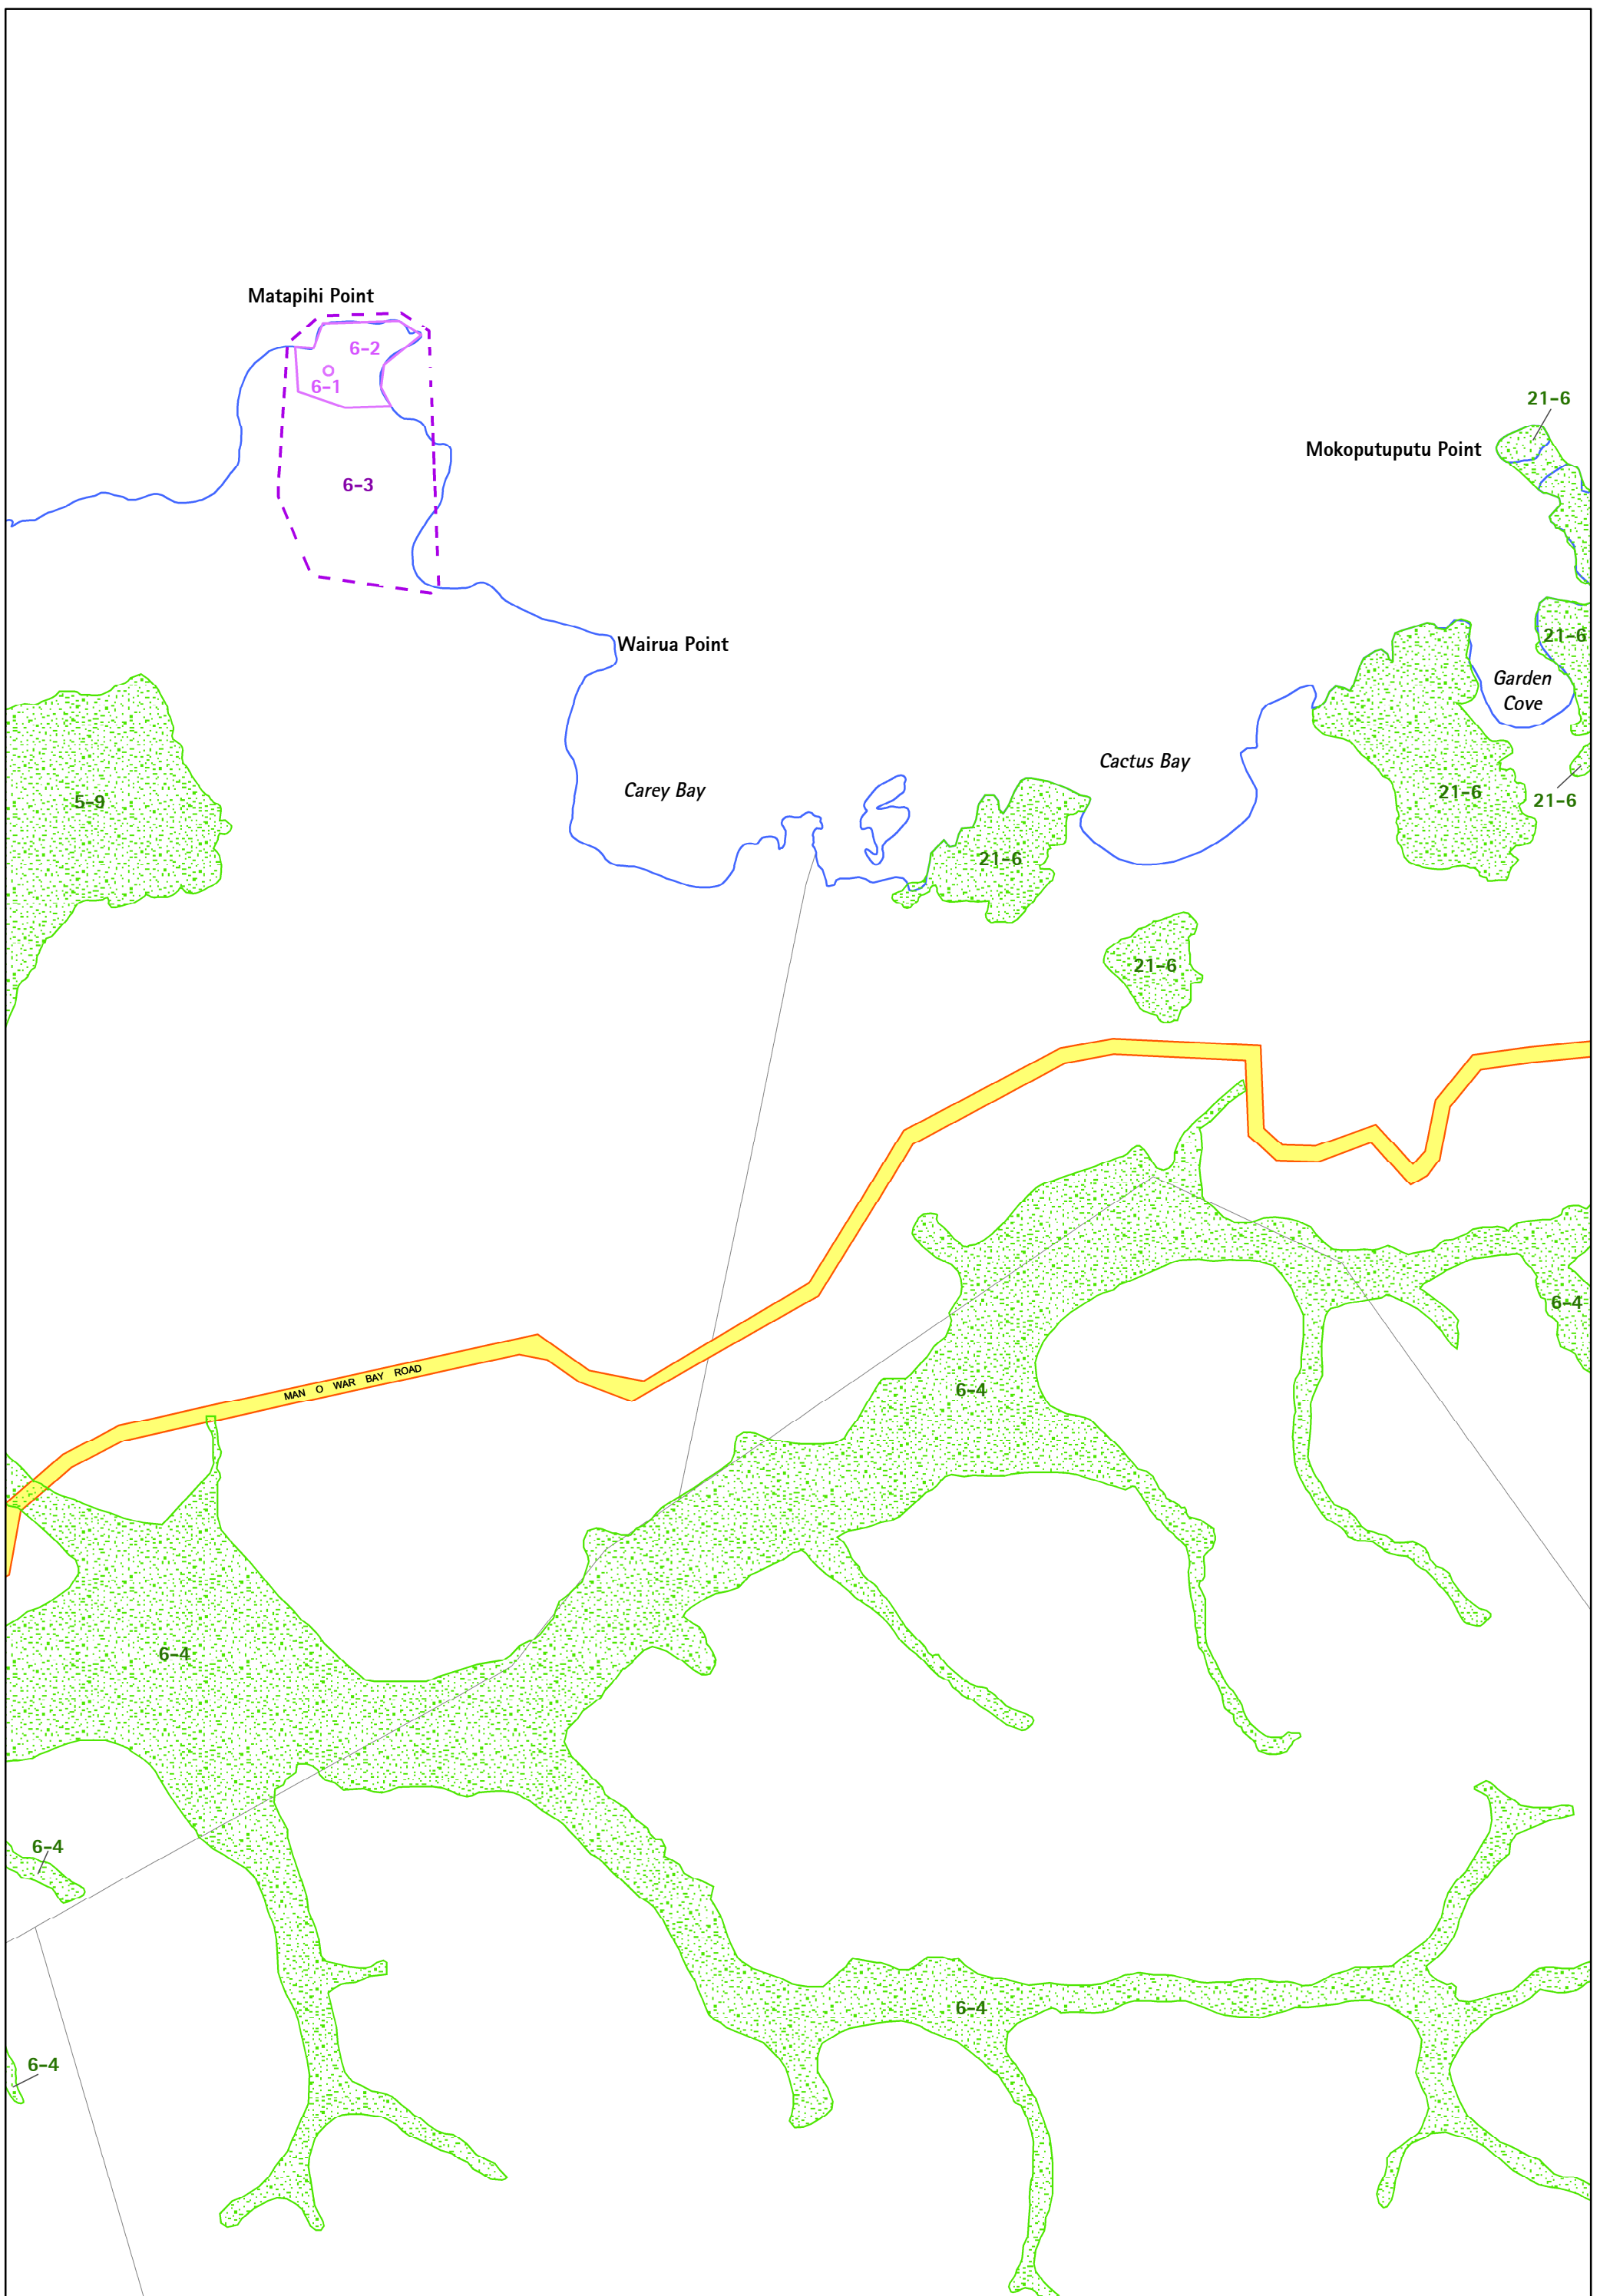 Matapihi Point
6-2
6-1
21-6
Mokoputuputu Point
6-3
21-6
Wairua Point
Garden
Cove
Cactus Bay
Carey Bay
21-6
5-9
21-6
21-6
21-6
6-4
MAN O WAR BAY ROAD
6-4
6-4
6-4
6-4
6-4